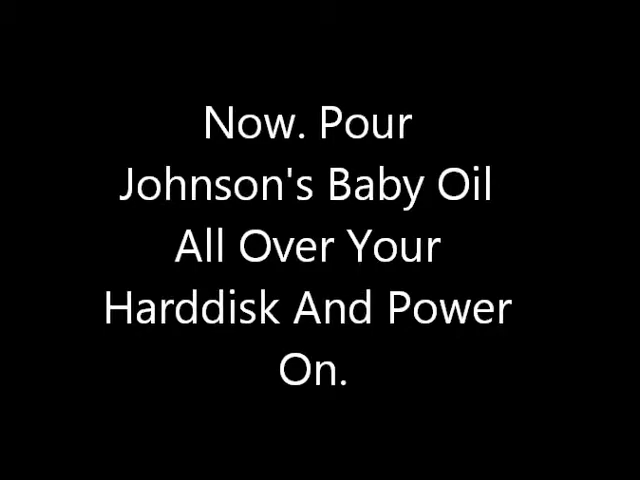 Now. Pour
Johnson's Baby Oil
All Over Your
Harddisk And Power
On.